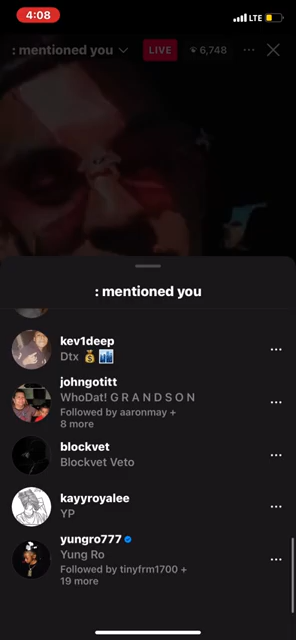 4:08
LTE
: mentioned you
LIVE
6,748
: mentioned you
kev1deep
Dtx 💰🏙️
johngotitt
WhoDat! G R A N D S O N
Followed by aaronmay +
8 more
blockvet
Blockvet Veto
kayyroyalee
YP
yungro777
Yung Ro
Followed by tinyfrm1700 +
19 more